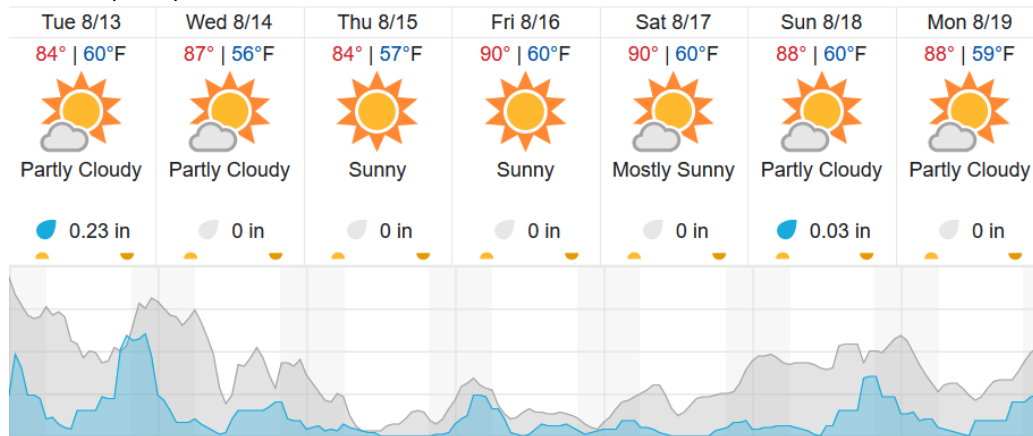 Tue 8/13 Wed 8/14 Thu 8/15 Fri 8/16 Sat 8/17 Sun 8/18 Mon 8/19
84° | 60°F 87° | 56°F 84° | 57°F 90° | 60°F 90° | 60°F 88° | 60°F 88° | 59°F
Partly Cloudy Partly Cloudy Sunny Sunny Mostly Sunny Partly Cloudy Partly Cloudy
0.23 in 0 in 0 in 0 in 0 in 0.03 in 0 in